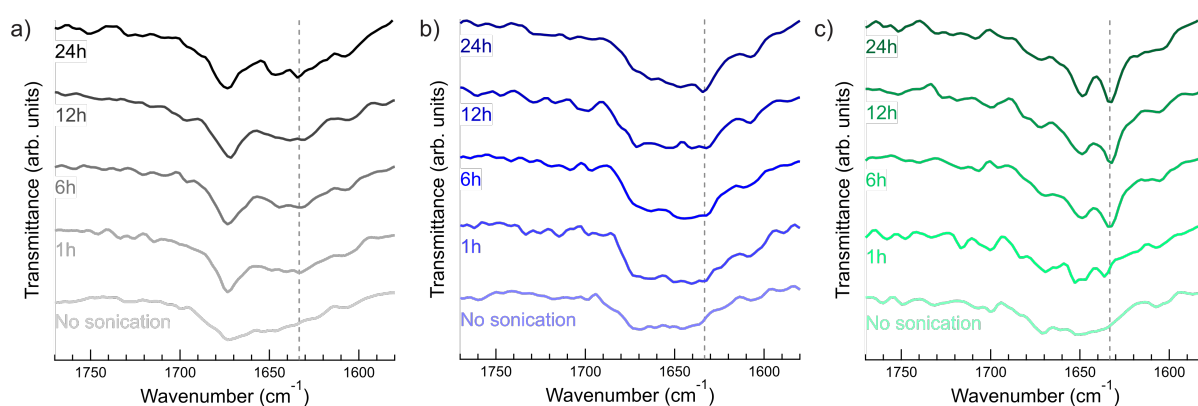 a)
24h
12h
6h
1h
No sonication
Transmittance (arb. units)
1750 1700 1650 1600
Wavenumber (cm⁻¹)
b)
24h
12h
6h
1h
No sonication
Transmittance (arb. units)
1750 1700 1650 1600
Wavenumber (cm⁻¹)
c)
24h
12h
6h
1h
No sonication
Transmittance (arb. units)
1750 1700 1650 1600
Wavenumber (cm⁻¹)